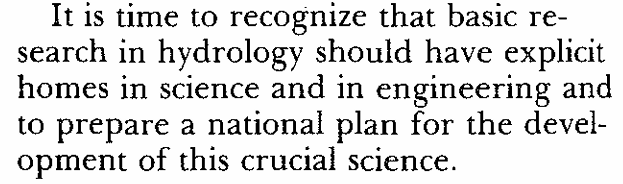 It is time to recognize that basic re-
search in hydrology should have explicit
homes in science and in engineering and
to prepare a national plan for the devel-
opment of this crucial science.